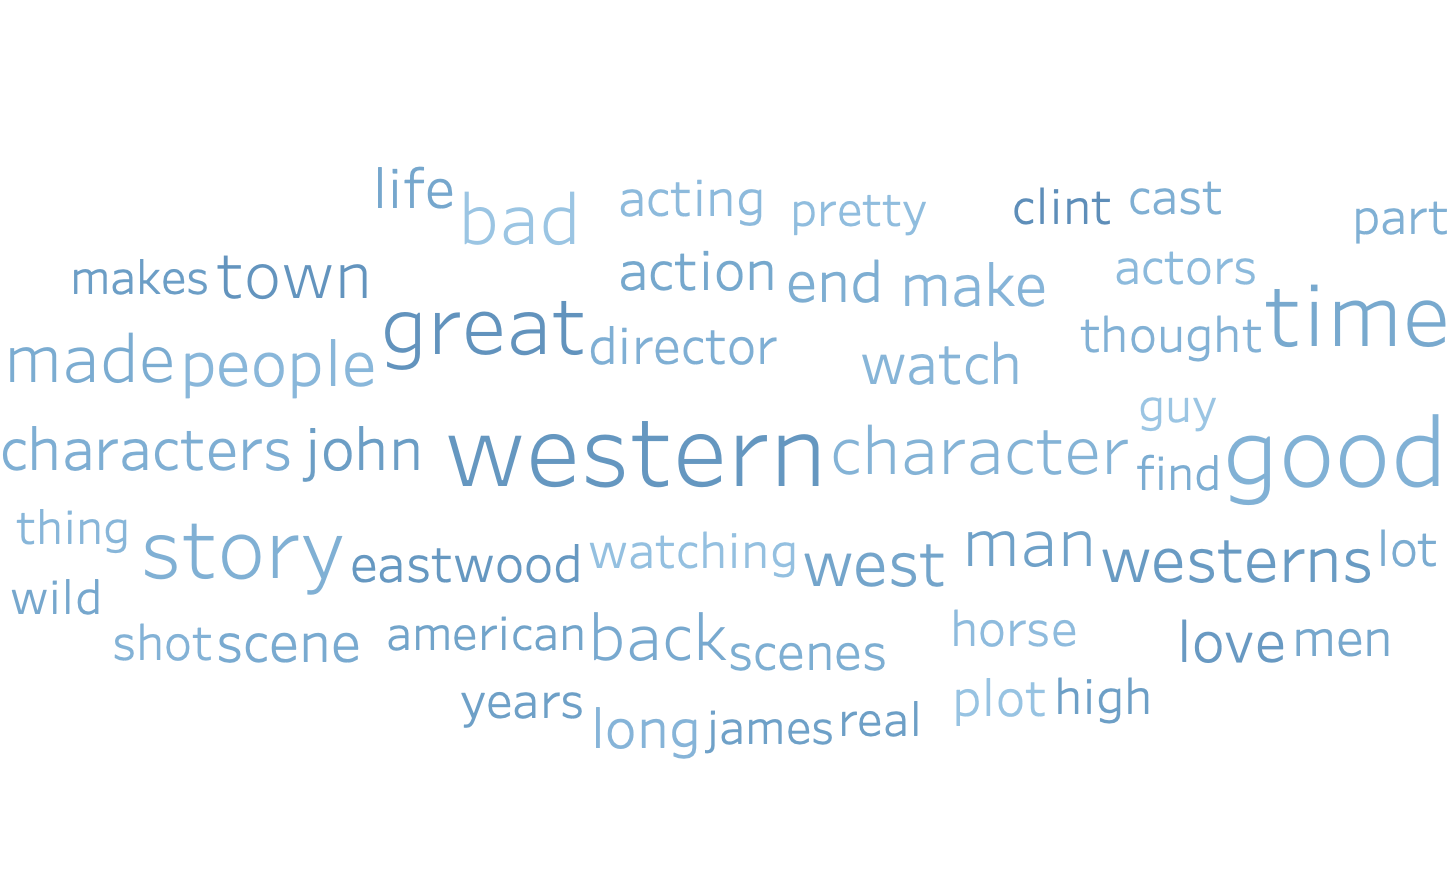 life bad acting pretty clint cast part
makes town action end make actors
made people great director watch thought time
characters john western character guy find good
thing story eastwood watching west man westerns lot
wild shot scene american back scenes horse love men
years long james real plot high